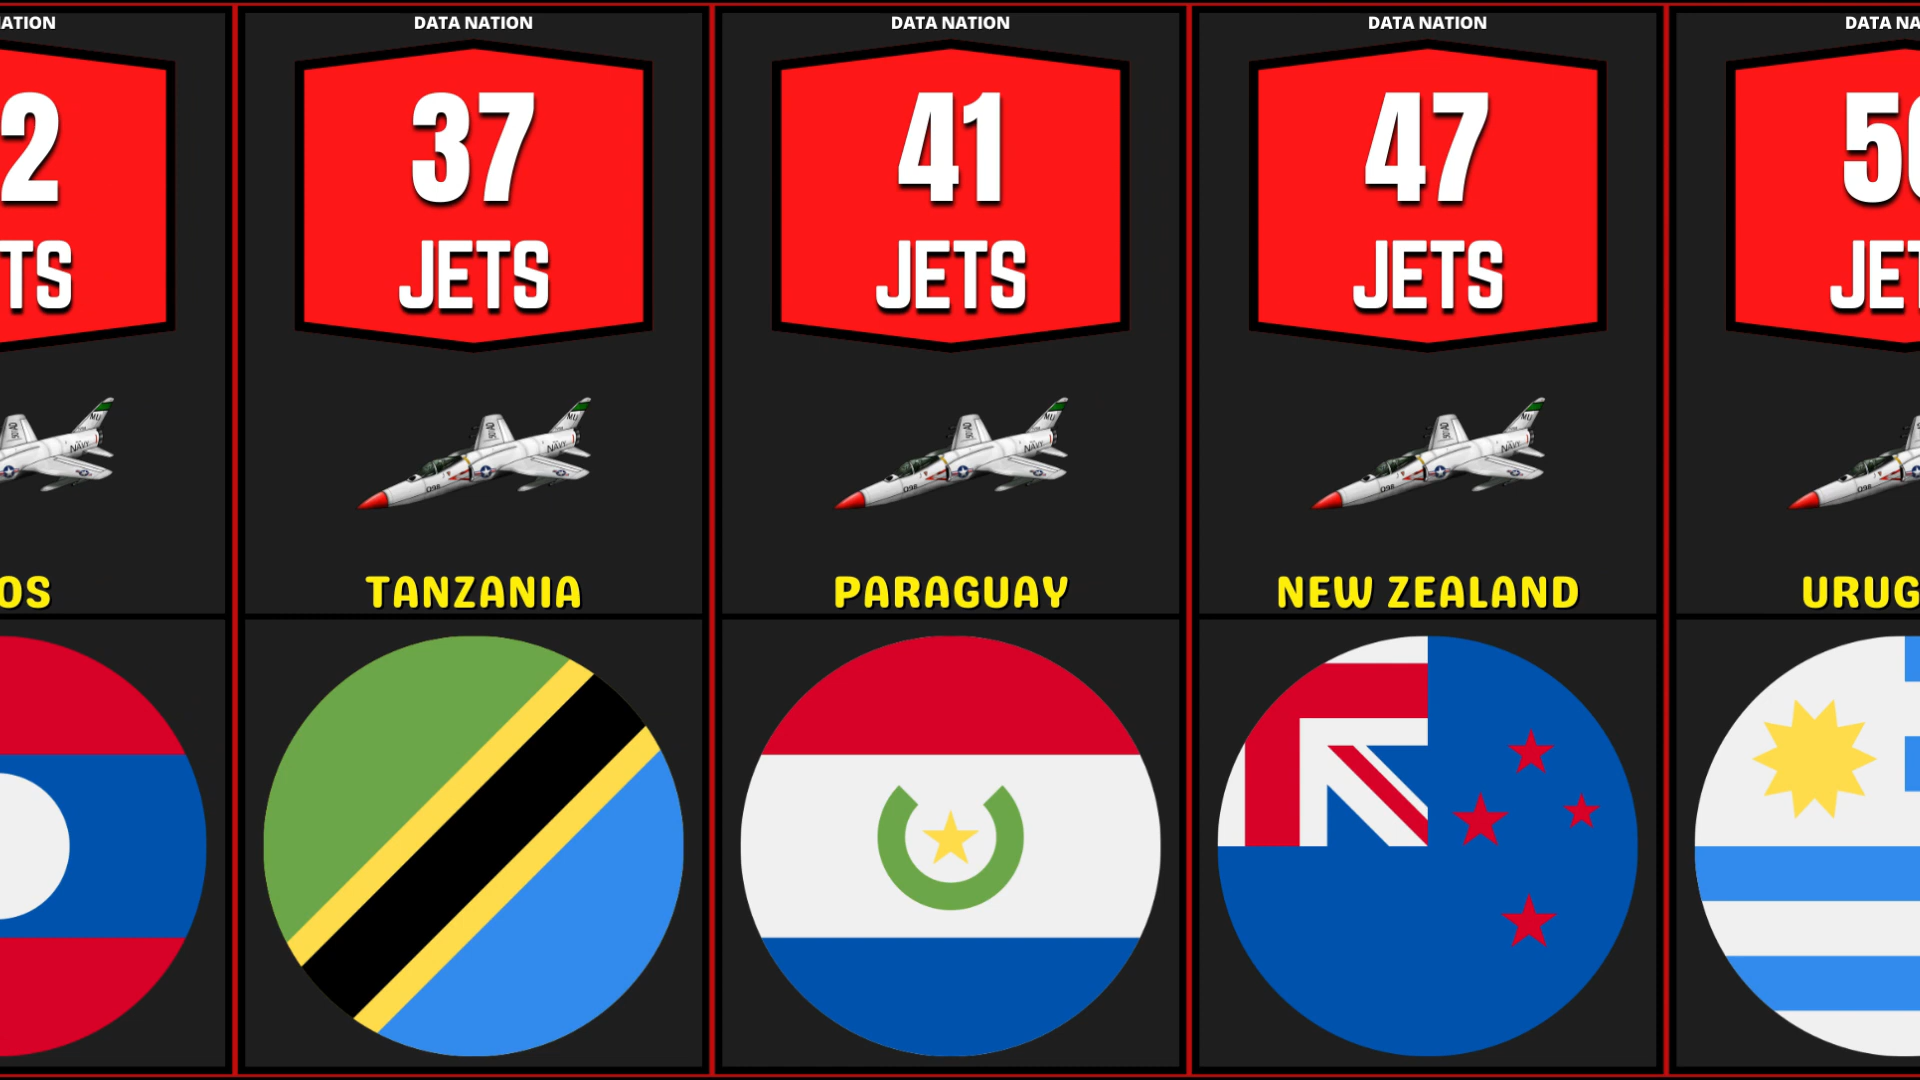 DATA NATION
37
JETS
TANZANIA
DATA NATION
41
JETS
PARAGUAY
DATA NATION
47
JETS
NEW ZEALAND